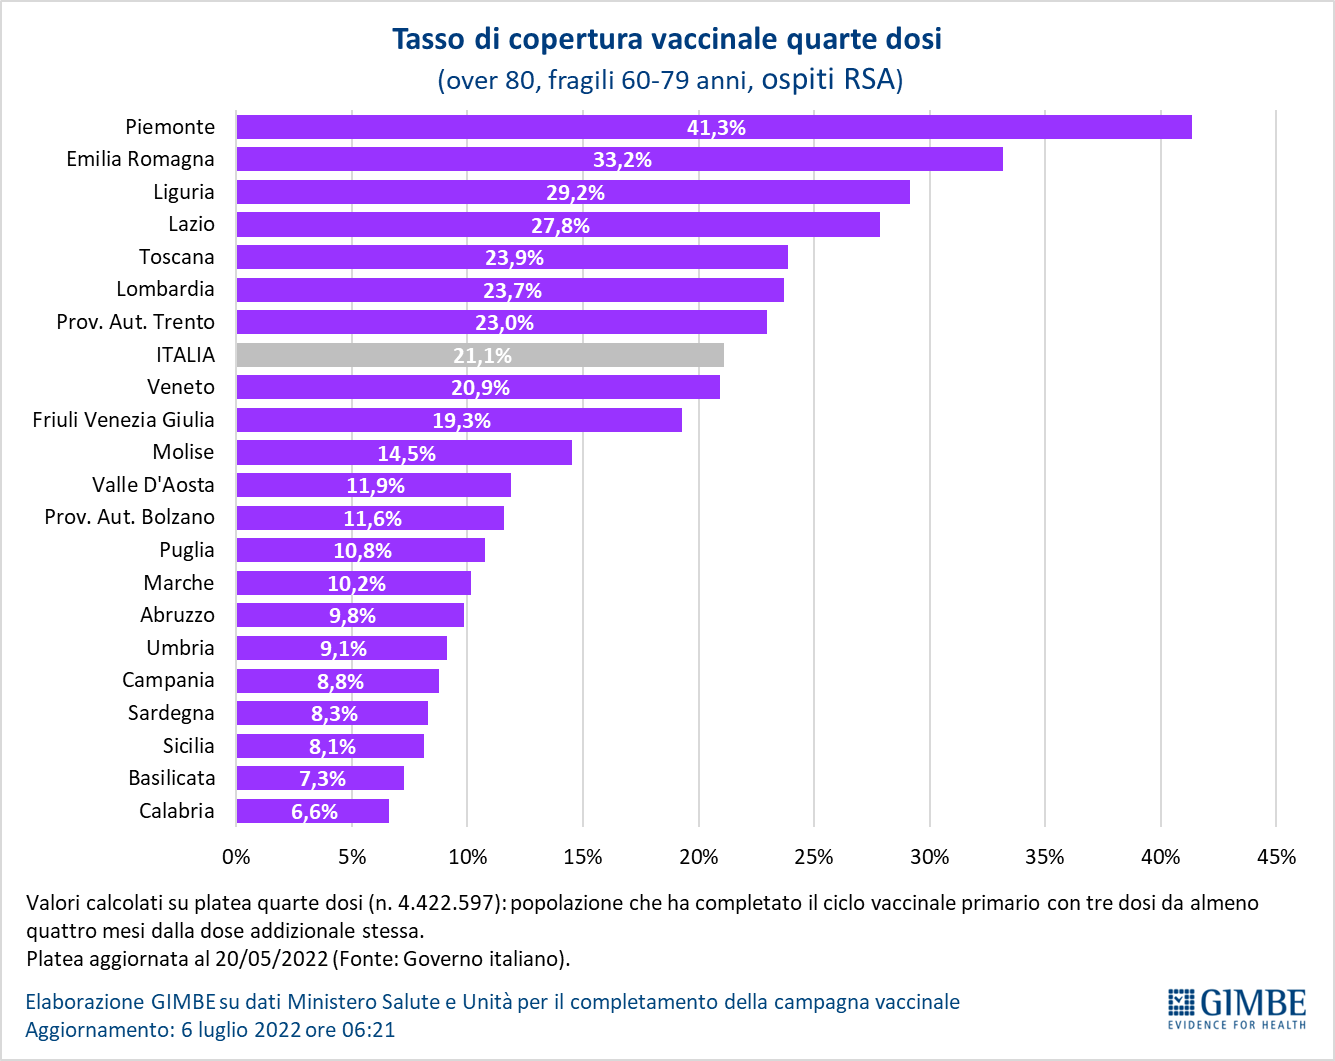 Tasso di copertura vaccinale quarte dosi
(over 80, fragili 60-79 anni, ospiti RSA)
Piemonte 41,3%
Emilia Romagna 33,2%
Liguria 29,2%
Lazio 27,8%
Toscana 23,9%
Lombardia 23,7%
Prov. Aut. Trento 23,0%
ITALIA 21,1%
Veneto 20,9%
Friuli Venezia Giulia 19,3%
Molise 14,5%
Valle D'Aosta 11,9%
Prov. Aut. Bolzano 11,6%
Puglia 10,8%
Marche 10,2%
Abruzzo 9,8%
Umbria 9,1%
Campania 8,8%
Sardegna 8,3%
Sicilia 8,1%
Basilicata 7,3%
Calabria 6,6%
0% 5% 10% 15% 20% 25% 30% 35% 40% 45%
Valori calcolati su platea quarte dosi (n. 4.422.597): popolazione che ha completato il ciclo vaccinale primario con tre dosi da almeno
quattro mesi dalla dose addizionale stessa.
Platea aggiornata al 20/05/2022 (Fonte: Governo italiano).
Elaborazione GIMBE su dati Ministero Salute e Unità per il completamento della campagna vaccinale
Aggiornamento: 6 luglio 2022 ore 06:21
GIMBE
EVIDENCE FOR HEALTH